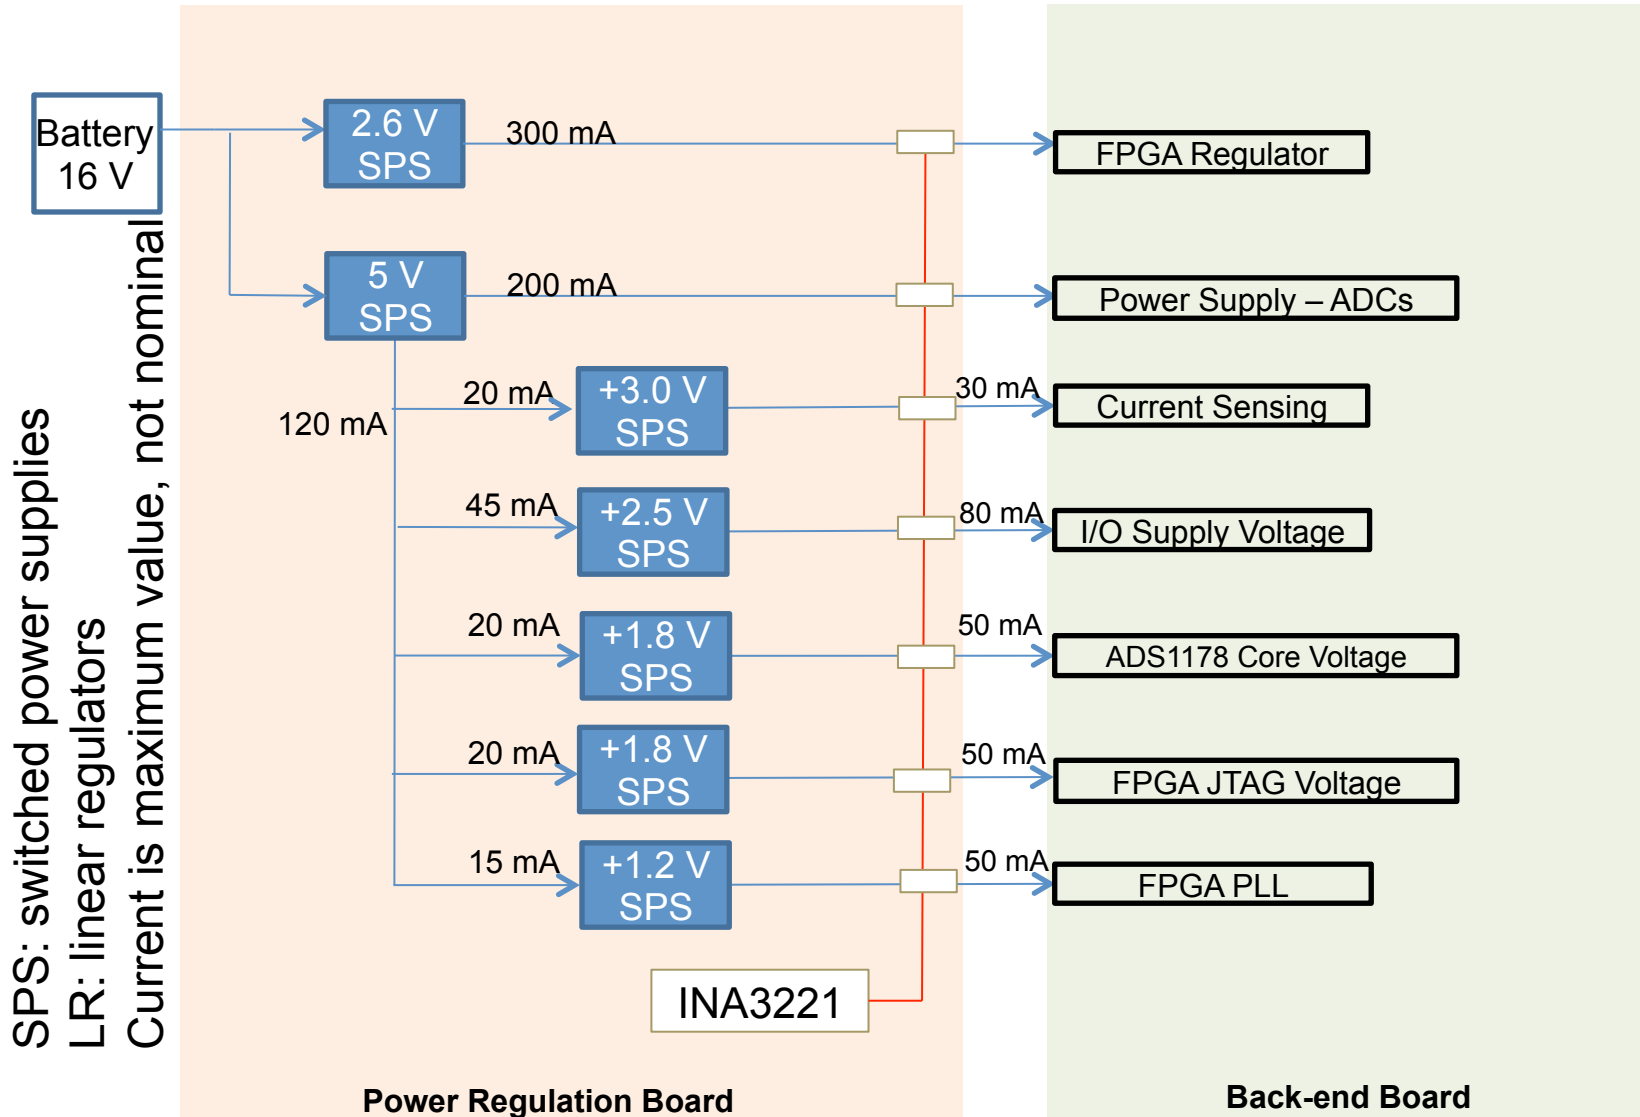 Battery
16 V
2.6 V
SPS
300 mA
FPGA Regulator
5 V
SPS
200 mA
Power Supply – ADCs
120 mA
20 mA
+3.0 V
SPS
30 mA
Current Sensing
45 mA
+2.5 V
SPS
80 mA
I/O Supply Voltage
20 mA
+1.8 V
SPS
50 mA
ADS1178 Core Voltage
20 mA
+1.8 V
SPS
50 mA
FPGA JTAG Voltage
15 mA
+1.2 V
SPS
50 mA
FPGA PLL
INA3221
SPS: switched power supplies
LR: linear regulators
Current is maximum value, not nominal
Power Regulation Board
Back-end Board